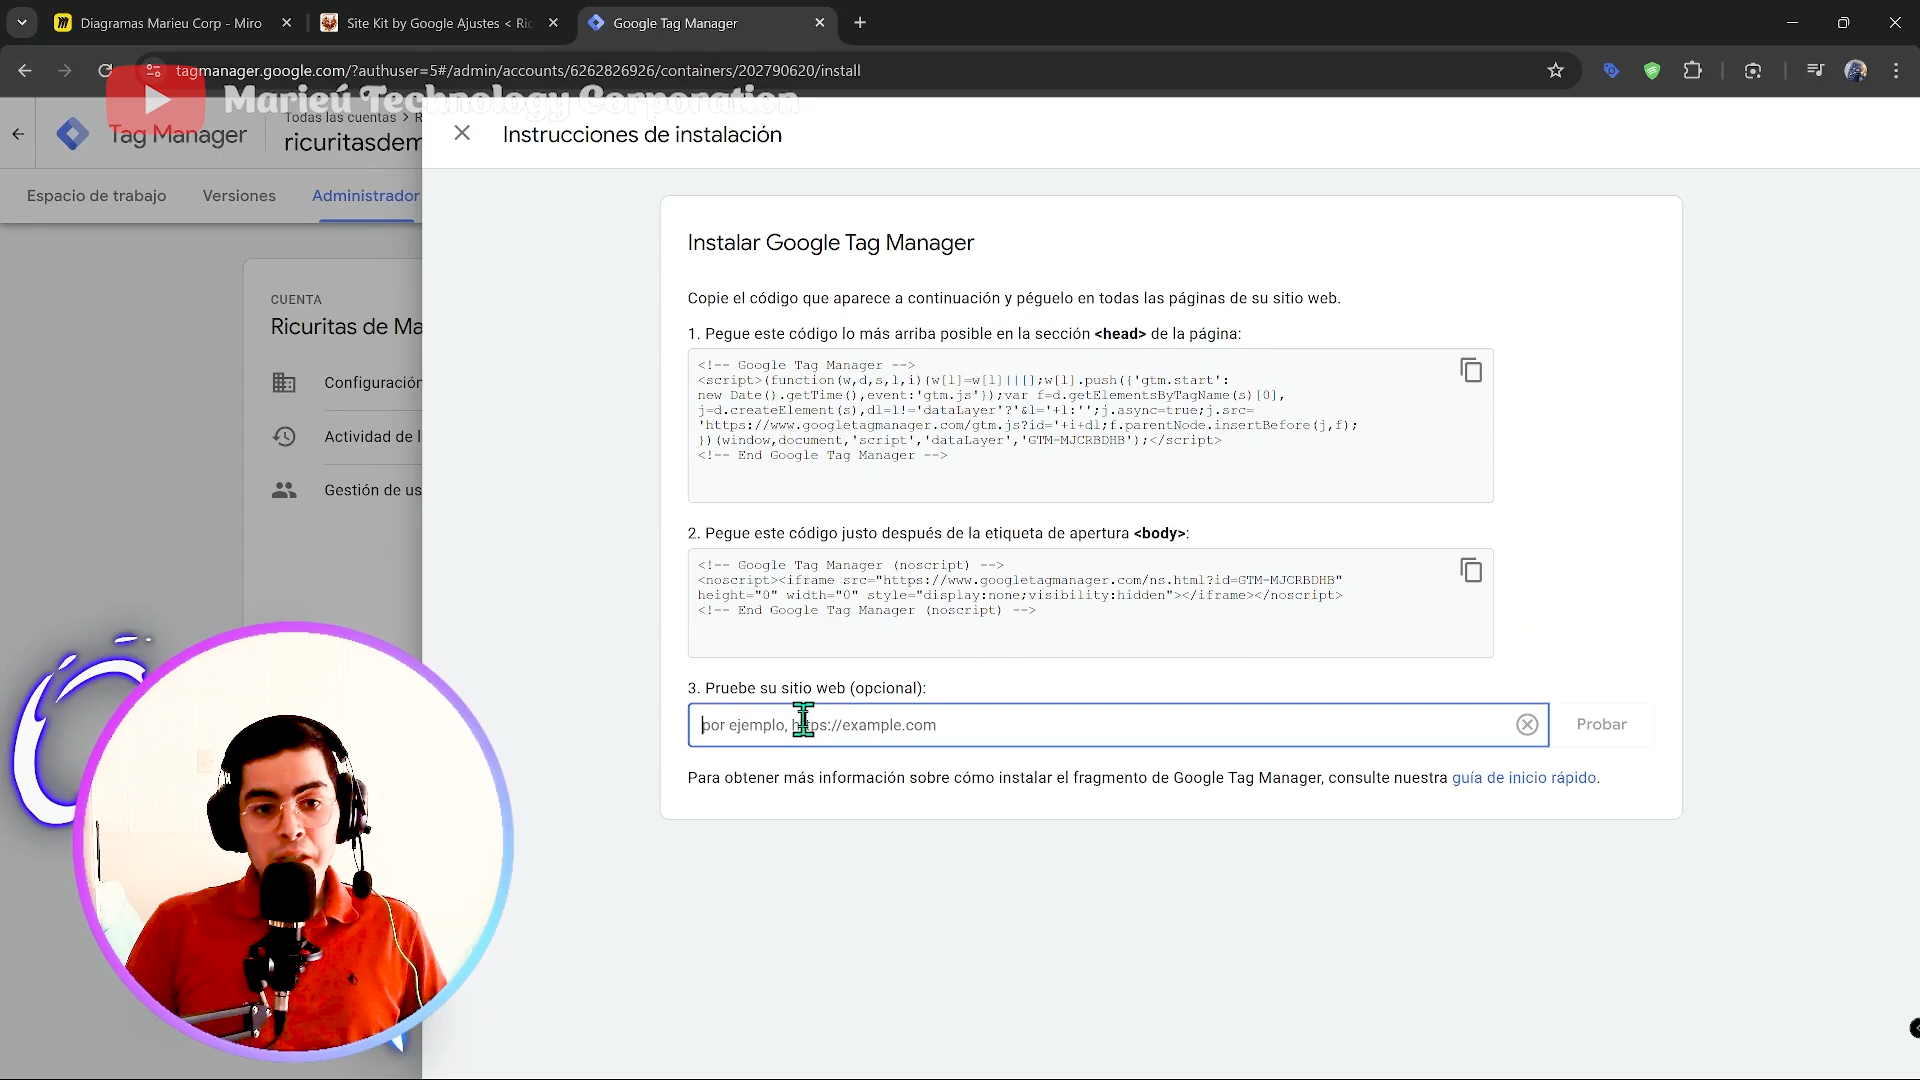 Diagramas Marieu Corp - Miro
Site Kit by Google Ajustes < Ric
Google Tag Manager
tagmanager.google.com/?authuser=5#/admin/accounts/6262826926/containers/202790620/install
Marieú Technology Corporation
Todas las cuentas > R
Tag Manager
ricuritasdem
Espacio de trabajo
Versiones
Administrador
CUENTA
Ricuritas de Ma
Configuración
Actividad de l
Gestión de us
Instrucciones de instalación
Instalar Google Tag Manager
Copie el código que aparece a continuación y péguelo en todas las páginas de su sitio web.
1. Pegue este código lo más arriba posible en la sección <head> de la página:
<!-- Google Tag Manager -->
<script>(function(w,d,s,l,i){w[l]=w[l]||[];w[l].push({'gtm.start':
new Date().getTime(),event:'gtm.js'});var f=d.getElementsByTagName(s)[0],
j=d.createElement(s),dl=l!='dataLayer'?'&l='+l:'';j.async=true;j.src=
'https://www.googletagmanager.com/gtm.js?id='+i+dl;f.parentNode.insertBefore(j,f);
})(window,document,'script','dataLayer','GTM-MJCRBDHB');</script>
<!-- End Google Tag Manager -->
2. Pegue este código justo después de la etiqueta de apertura <body>:
<!-- Google Tag Manager (noscript) -->
<noscript><iframe src="https://www.googletagmanager.com/ns.html?id=GTM-MJCRBDHB"
height="0" width="0" style="display:none;visibility:hidden"></iframe></noscript>
<!-- End Google Tag Manager (noscript) -->
3. Pruebe su sitio web (opcional):
por ejemplo, https://example.com
Probar
Para obtener más información sobre cómo instalar el fragmento de Google Tag Manager, consulte nuestra guía de inicio rápido.